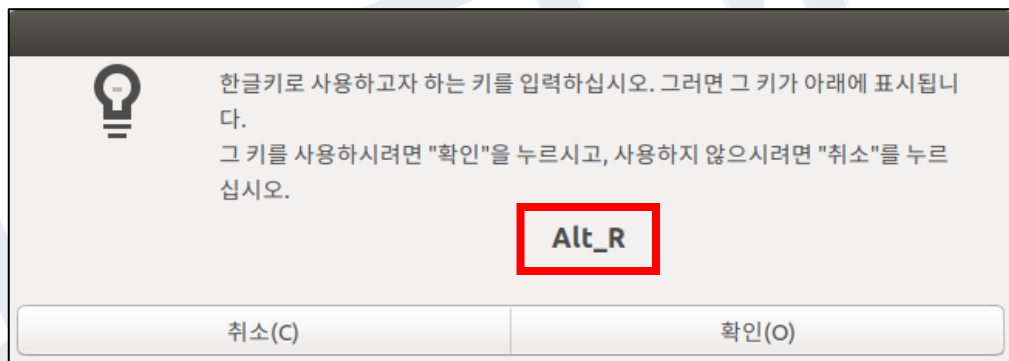 한글키로 사용하고자 하는 키를 입력하십시오. 그러면 그 키가 아래에 표시됩니
다.
그 키를 사용하시려면 "확인"을 누르시고, 사용하지 않으시려면 "취소"를 누르
십시오.
Alt_R
취소(C)
확인(O)